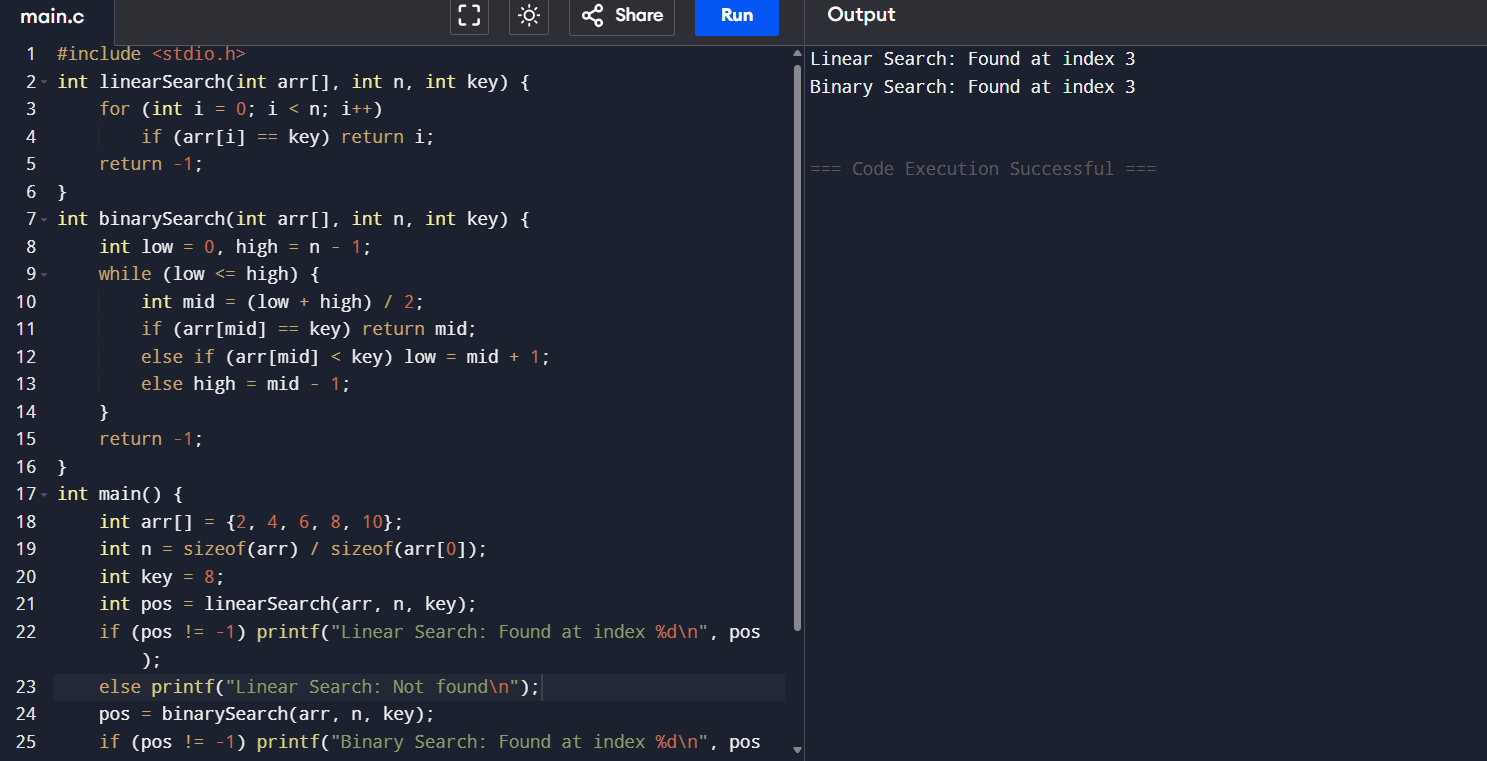 main.c
Share
Run
Output
1 #include <stdio.h>
2 int linearSearch(int arr[], int n, int key) {
3     for (int i = 0; i < n; i++)
4         if (arr[i] == key) return i;
5     return -1;
6 }
7 int binarySearch(int arr[], int n, int key) {
8     int low = 0, high = n - 1;
9     while (low <= high) {
10         int mid = (low + high) / 2;
11         if (arr[mid] == key) return mid;
12         else if (arr[mid] < key) low = mid + 1;
13         else high = mid - 1;
14     }
15     return -1;
16 }
17 int main() {
18     int arr[] = {2, 4, 6, 8, 10};
19     int n = sizeof(arr) / sizeof(arr[0]);
20     int key = 8;
21     int pos = linearSearch(arr, n, key);
22     if (pos != -1) printf("Linear Search: Found at index %d\n", pos
        );
23     else printf("Linear Search: Not found\n");
24     pos = binarySearch(arr, n, key);
25     if (pos != -1) printf("Binary Search: Found at index %d\n", pos
Linear Search: Found at index 3
Binary Search: Found at index 3
=== Code Execution Successful ===